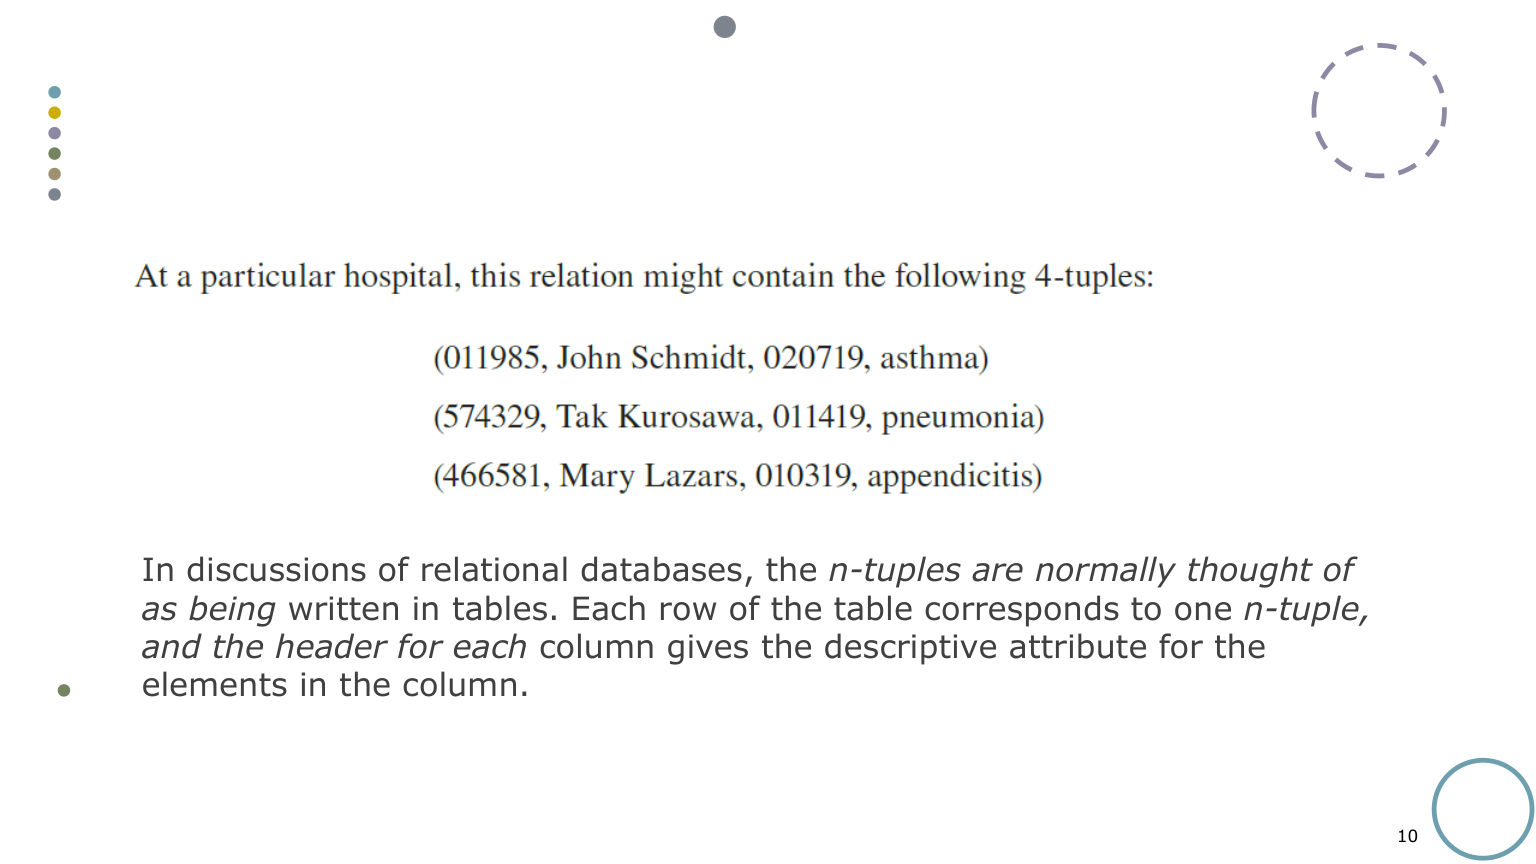 At a particular hospital, this relation might contain the following 4-tuples:
(011985, John Schmidt, 020719, asthma)
(574329, Tak Kurosawa, 011419, pneumonia)
(466581, Mary Lazars, 010319, appendicitis)
In discussions of relational databases, the n-tuples are normally thought of
as being written in tables. Each row of the table corresponds to one n-tuple,
and the header for each column gives the descriptive attribute for the
elements in the column.
10